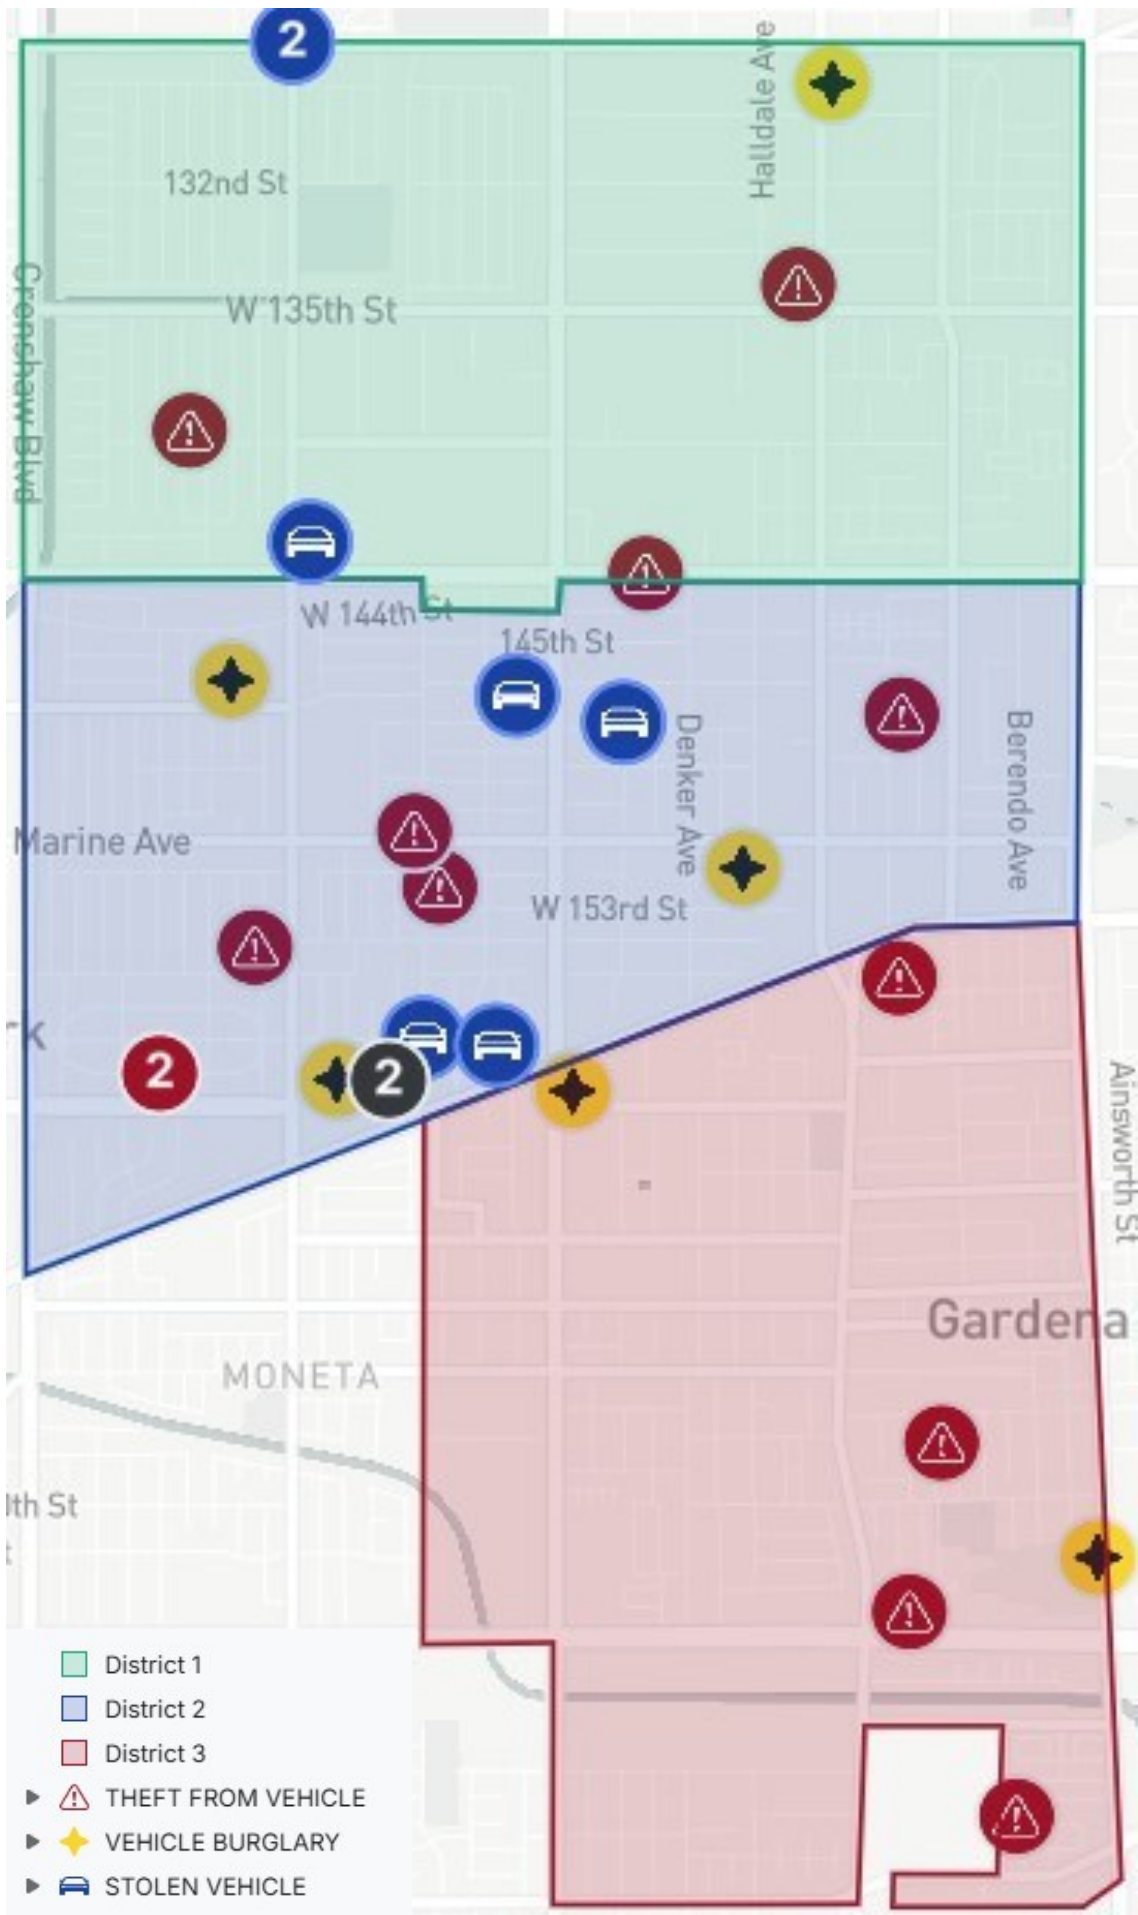 2
Halldale Ave
132nd St
W 135th St
Crenshaw Blvd
W 144th St
145th St
Denker Ave
Berendo Ave
Marine Ave
W 153rd St
2
2
Ainsworth St
Gardena
MONETA
th St
District 1
District 2
District 3
THEFT FROM VEHICLE
VEHICLE BURGLARY
STOLEN VEHICLE